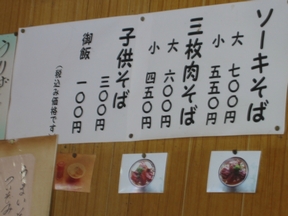 ソーキそば
大 七〇〇円
小 五五〇円
三枚肉そば
大 六〇〇円
小 四五〇円
子供そば
三〇〇円
御飯
一〇〇円
(税込み価格です)